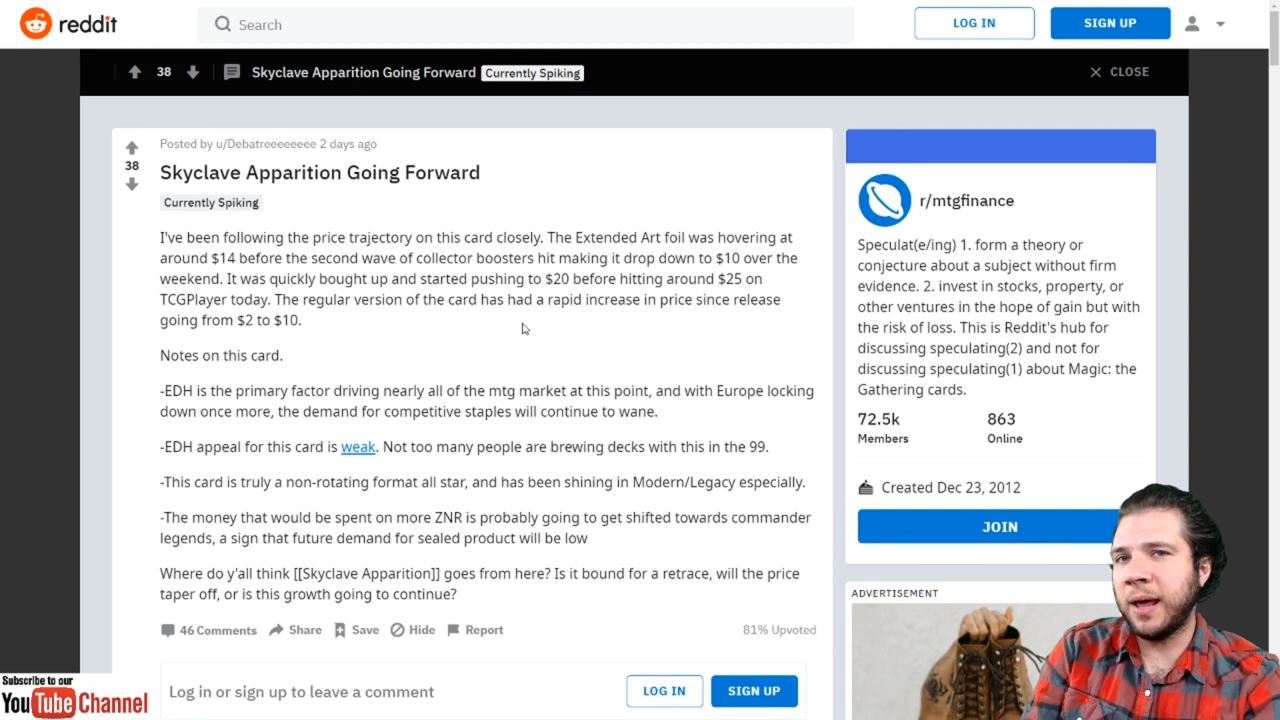 reddit
Search
LOG IN
SIGN UP
38
Skyclave Apparition Going Forward
Currently Spiking
CLOSE
Posted by u/Debatreeeeeeee 2 days ago
38
Skyclave Apparition Going Forward
Currently Spiking
I've been following the price trajectory on this card closely. The Extended Art foil was hovering at
around $14 before the second wave of collector boosters hit making it drop down to $10 over the
weekend. It was quickly bought up and started pushing to $20 before hitting around $25 on
TCGPlayer today. The regular version of the card has had a rapid increase in price since release
going from $2 to $10.
Notes on this card.
-EDH is the primary factor driving nearly all of the mtg market at this point, and with Europe locking
down once more, the demand for competitive staples will continue to wane.
-EDH appeal for this card is weak. Not too many people are brewing decks with this in the 99.
-This card is truly a non-rotating format all star, and has been shining in Modern/Legacy especially.
-The money that would be spent on more ZNR is probably going to get shifted towards commander
legends, a sign that future demand for sealed product will be low
Where do y'all think [[Skyclave Apparition]] goes from here? Is it bound for a retrace, will the price
taper off, or is this growth going to continue?
46 Comments
Share
Save
Hide
Report
81% Upvoted
Log in or sign up to leave a comment
LOG IN
SIGN UP
r/mtgfinance
Speculat(e/ing) 1. form a theory or
conjecture about a subject without firm
evidence. 2. invest in stocks, property, or
other ventures in the hope of gain but with
the risk of loss. This is Reddit's hub for
discussing speculating(2) and not for
discussing speculating(1) about Magic: the
Gathering cards.
72.5k
863
Members
Online
Created Dec 23, 2012
JOIN
ADVERTISEMENT
Subscribe to our
YouTube Channel